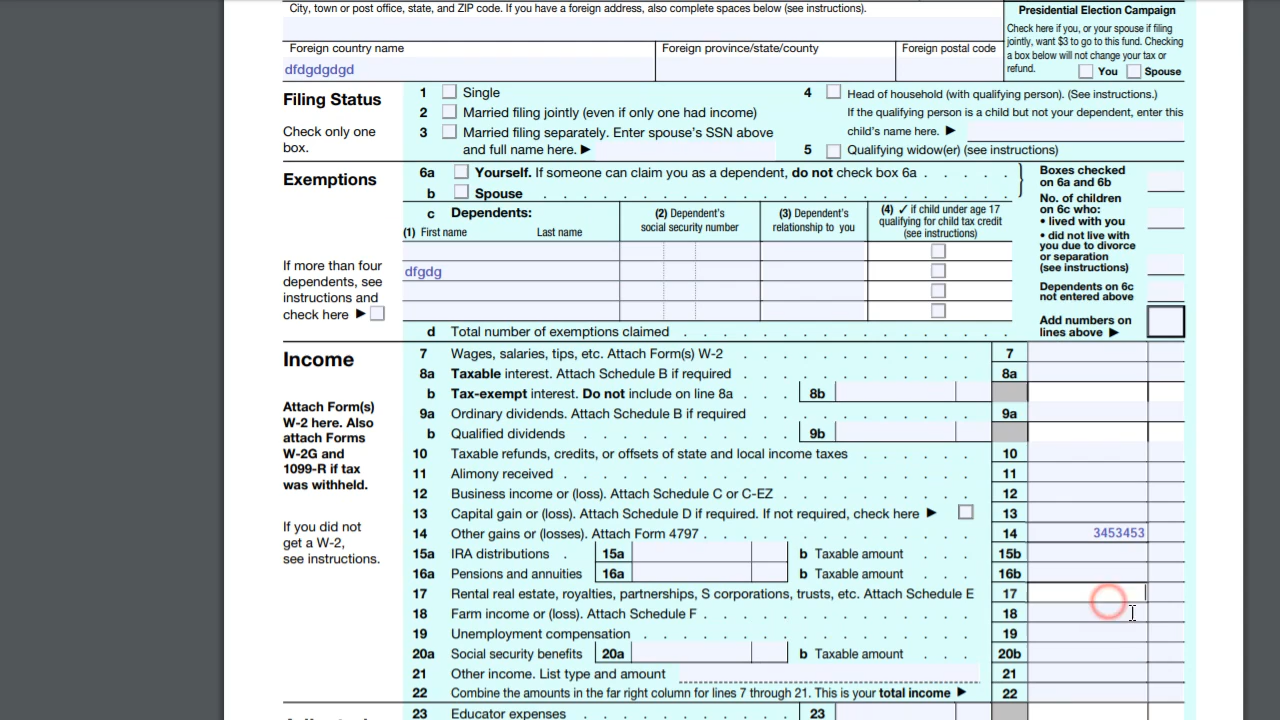 City, town or post office, state, and ZIP code. If you have a foreign address, also complete spaces below (see instructions).
Presidential Election Campaign
Check here if you, or your spouse if filing
jointly, want $3 to go to this fund. Checking
a box below will not change your tax or
refund. You Spouse
Foreign country name
Foreign province/state/county
Foreign postal code
dfdgdgdgd
Filing Status
Check only one
box.
1 Single
2 Married filing jointly (even if only one had income)
3 Married filing separately. Enter spouse's SSN above
and full name here. ▶
4 Head of household (with qualifying person). (See instructions.)
If the qualifying person is a child but not your dependent, enter this
child's name here. ▶
5 Qualifying widow(er) (see instructions)
Exemptions
6a Yourself. If someone can claim you as a dependent, do not check box 6a . . . . .
b Spouse . . . . . . . . . . . . . . . . . . . . .
c Dependents:
(1) First name Last name
(2) Dependent's
social security number
(3) Dependent's
relationship to you
(4) ✓ if child under age 17
qualifying for child tax credit
(see instructions)
If more than four
dependents, see
instructions and
check here ▶
dfgdg
d Total number of exemptions claimed . . . . . . . . . . . . . . .
Boxes checked
on 6a and 6b
No. of children
on 6c who:
• lived with you
• did not live with
you due to divorce
or separation
(see instructions)
Dependents on 6c
not entered above
Add numbers on
lines above ▶
Income
Attach Form(s)
W-2 here. Also
attach Forms
W-2G and
1099-R if tax
was withheld.
If you did not
get a W-2,
see instructions.
7 Wages, salaries, tips, etc. Attach Form(s) W-2 . . . . . . . . . . . . 7
8a Taxable interest. Attach Schedule B if required . . . . . . . . . . . . 8a
b Tax-exempt interest. Do not include on line 8a . . . 8b
9a Ordinary dividends. Attach Schedule B if required . . . . . . . . . . . 9a
b Qualified dividends . . . . . . . . . . . 9b
10 Taxable refunds, credits, or offsets of state and local income taxes . . . . . . 10
11 Alimony received . . . . . . . . . . . . . . . . . . . . . 11
12 Business income or (loss). Attach Schedule C or C-EZ . . . . . . . . . . 12
13 Capital gain or (loss). Attach Schedule D if required. If not required, check here ▶ 13
14 Other gains or (losses). Attach Form 4797 . . . . . . . . . . . . . . 14 3453453
15a IRA distributions . 15a b Taxable amount . . . 15b
16a Pensions and annuities 16a b Taxable amount . . . 16b
17 Rental real estate, royalties, partnerships, S corporations, trusts, etc. Attach Schedule E 17
18 Farm income or (loss). Attach Schedule F . . . . . . . . . . . . . . 18
19 Unemployment compensation . . . . . . . . . . . . . . . . . 19
20a Social security benefits 20a b Taxable amount . . . 20b
21 Other income. List type and amount 21
22 Combine the amounts in the far right column for lines 7 through 21. This is your total income ▶ 22
23 Educator expenses . . . . . . . . . . . 23